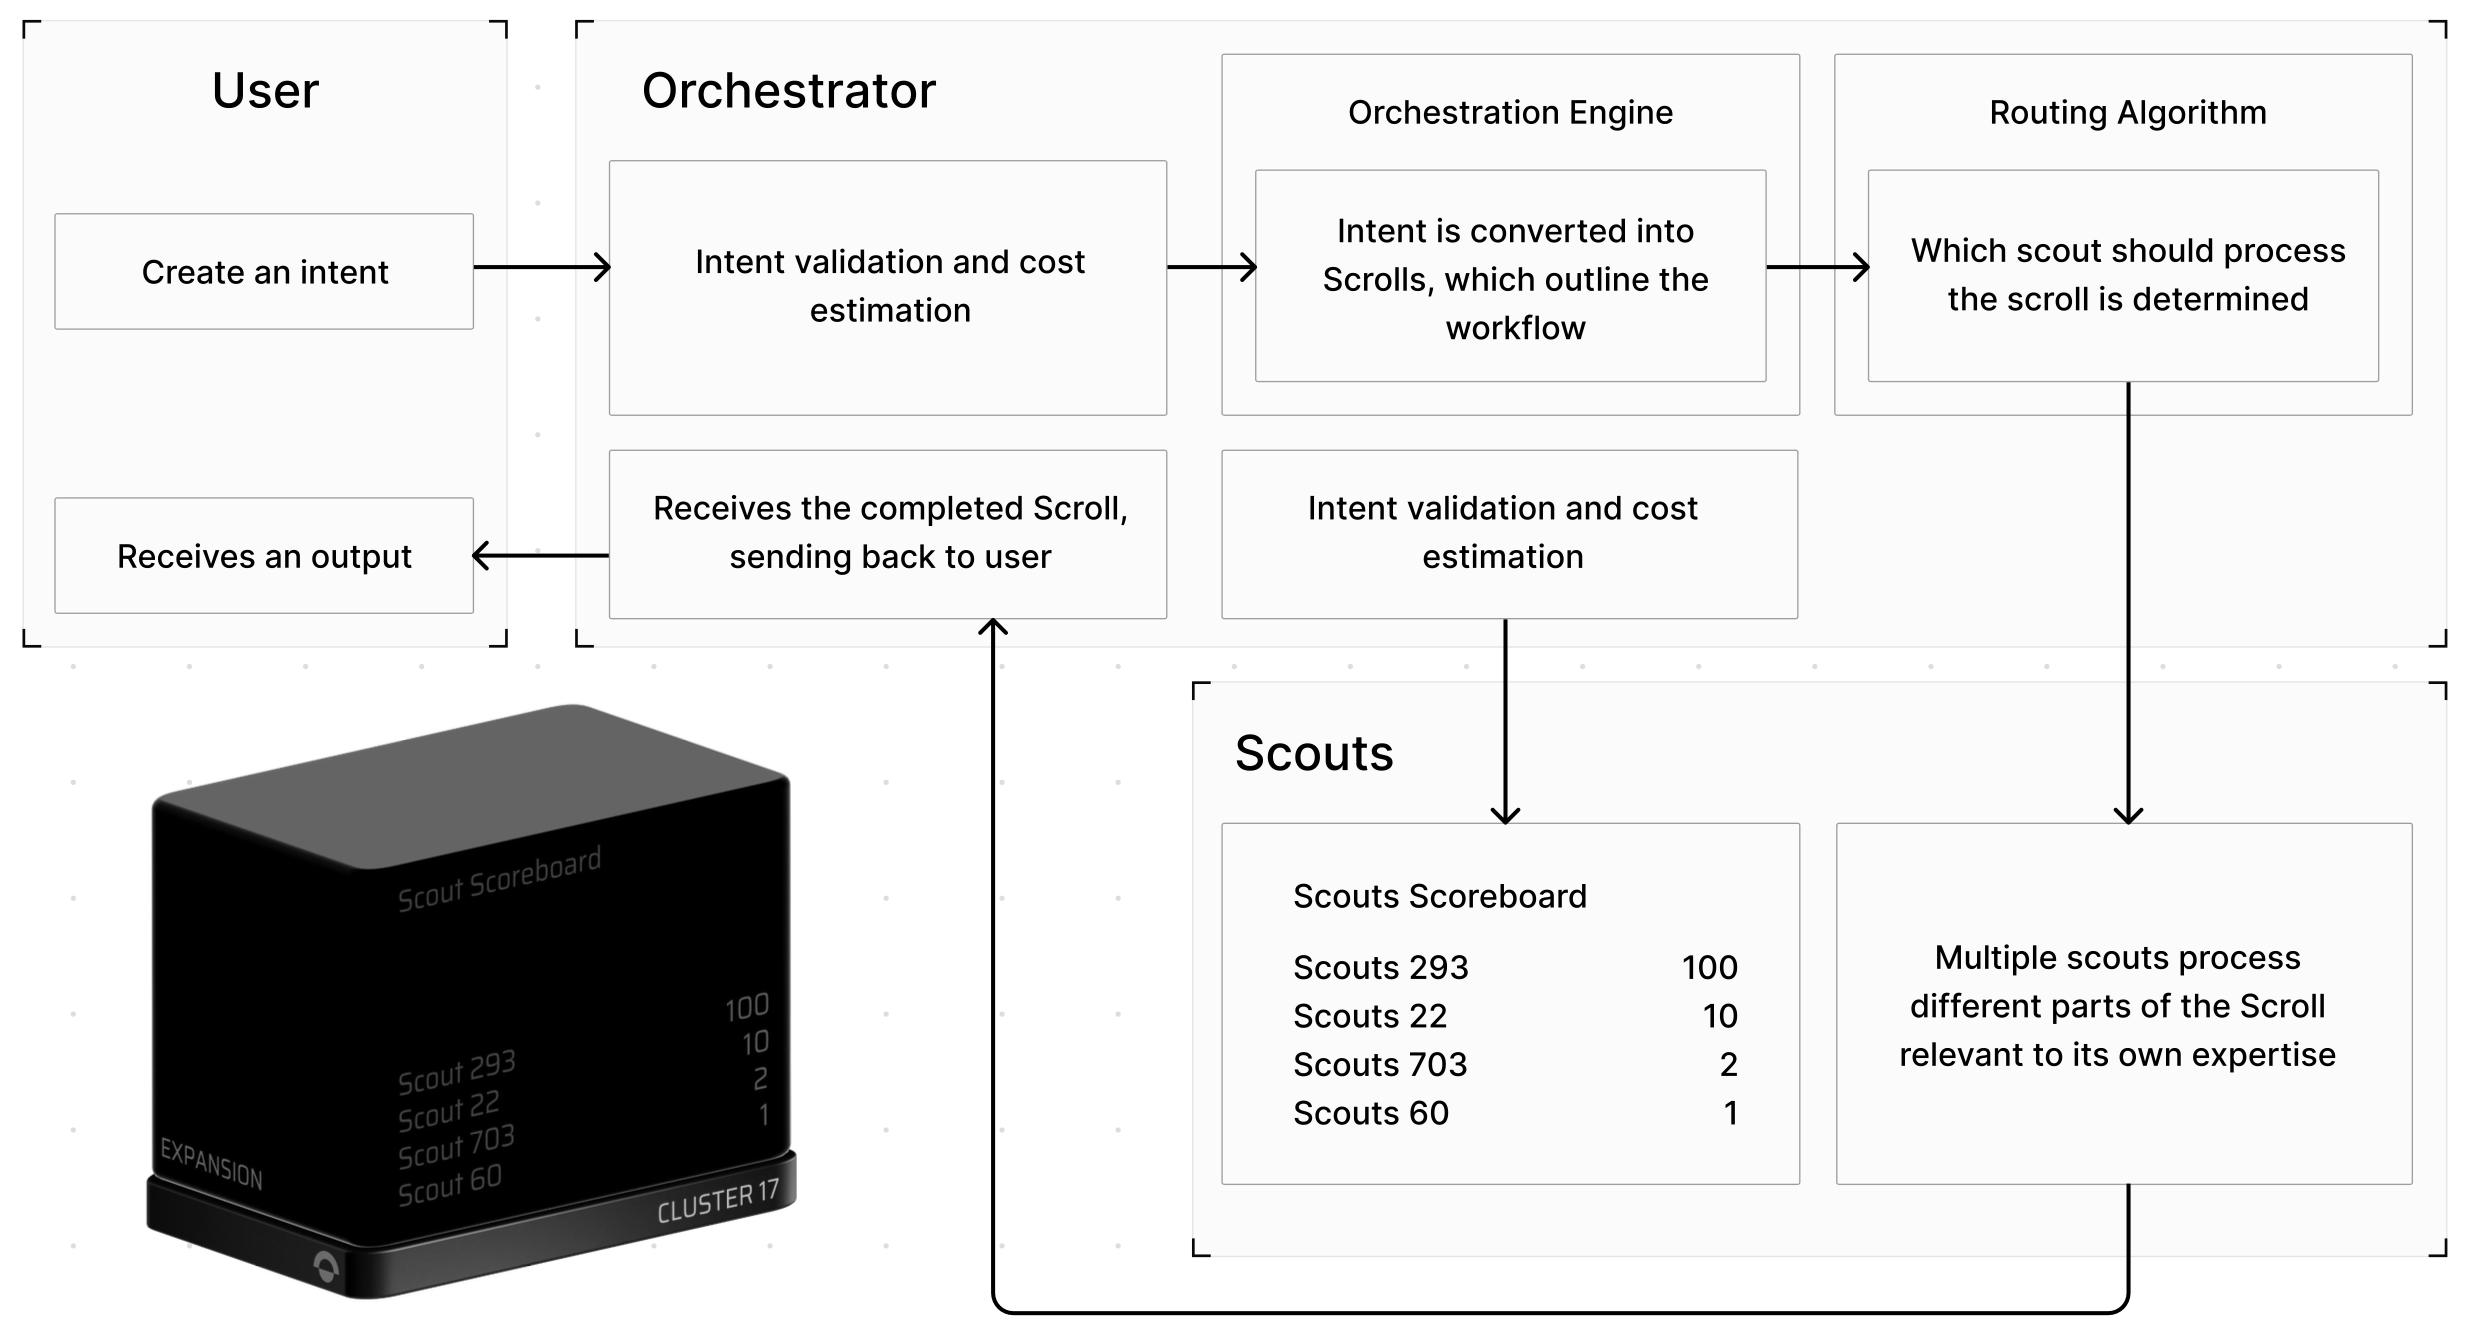 User
Create an intent
Receives an output
Orchestrator
Intent validation and cost
estimation
Orchestration Engine
Intent is converted into
Scrolls, which outline the
workflow
Routing Algorithm
Which scout should process
the scroll is determined
Receives the completed Scroll,
sending back to user
Intent validation and cost
estimation
Scouts
Scouts Scoreboard
Scouts 293 100
Scouts 22 10
Scouts 703 2
Scouts 60 1
Multiple scouts process
different parts of the Scroll
relevant to its own expertise
Scout Scoreboard
Scout 293 100
Scout 22 10
Scout 703 2
Scout 60 1
EXPANSION
CLUSTER 17